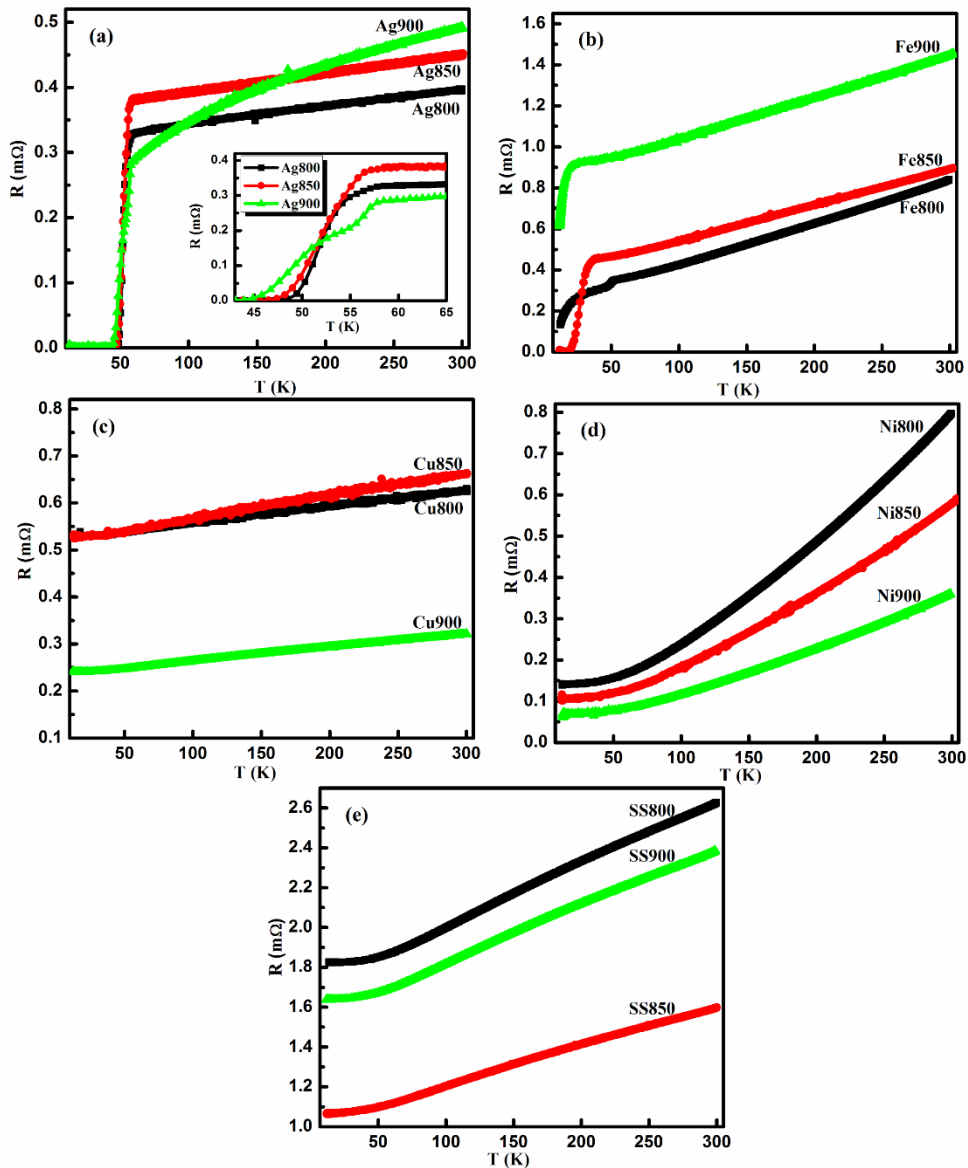 (a)
Ag900
Ag850
Ag800
R (mΩ)
0.5
0.4
0.3
0.2
0.1
0.0
50 100 150 200 250 300
T (K)
Ag800
Ag850
Ag900
R (mΩ)
0.4
0.3
0.2
0.1
0.0
45 50 55 60 65
T (K)
(b)
Fe900
Fe850
Fe800
R (mΩ)
1.6
1.4
1.2
1.0
0.8
0.6
0.4
0.2
0.0
50 100 150 200 250 300
T (K)
(c)
Cu850
Cu800
Cu900
R (mΩ)
0.8
0.7
0.6
0.5
0.4
0.3
0.2
0.1
50 100 150 200 250 300
T (K)
(d)
Ni800
Ni850
Ni900
R (mΩ)
0.8
0.7
0.6
0.5
0.4
0.3
0.2
0.1
0.0
50 100 150 200 250 300
T (K)
(e)
SS800
SS900
SS850
R (mΩ)
2.6
2.4
2.2
2.0
1.8
1.6
1.4
1.2
1.0
50 100 150 200 250 300
T (K)